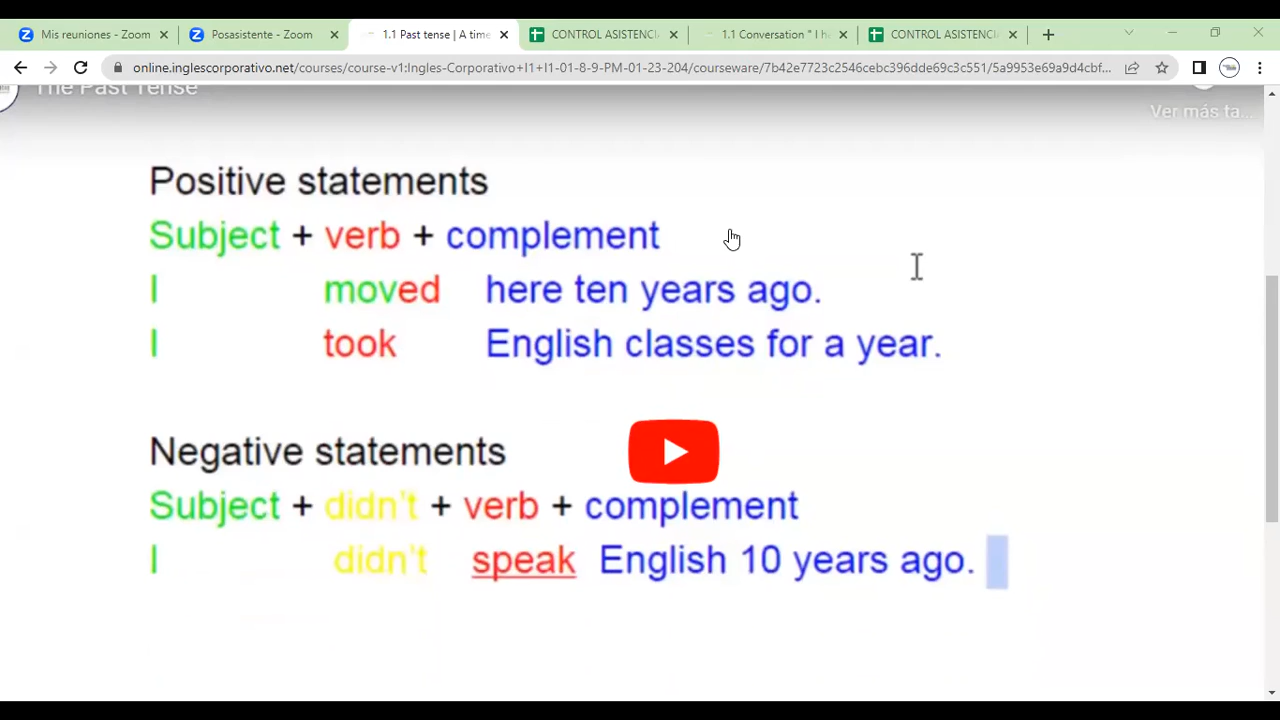 Mis reuniones - Zoom
Posasistente - Zoom
1.1 Past tense | A time
CONTROL ASISTENCI
1.1 Conversation " I h
CONTROL ASISTENC
online.inglescorporativo.net/courses/course-v1:Ingles-Corporativo+I1+I1-01-8-9-PM-01-23-204/courseware/7b42e7723c2546cebc396dde69c3c551/5a9953e69a9d4cbf...
The Past Tense
Ver más ta...
Positive statements
Subject + verb + complement
I moved here ten years ago.
I took English classes for a year.
Negative statements
Subject + didn't + verb + complement
I didn't speak English 10 years ago.